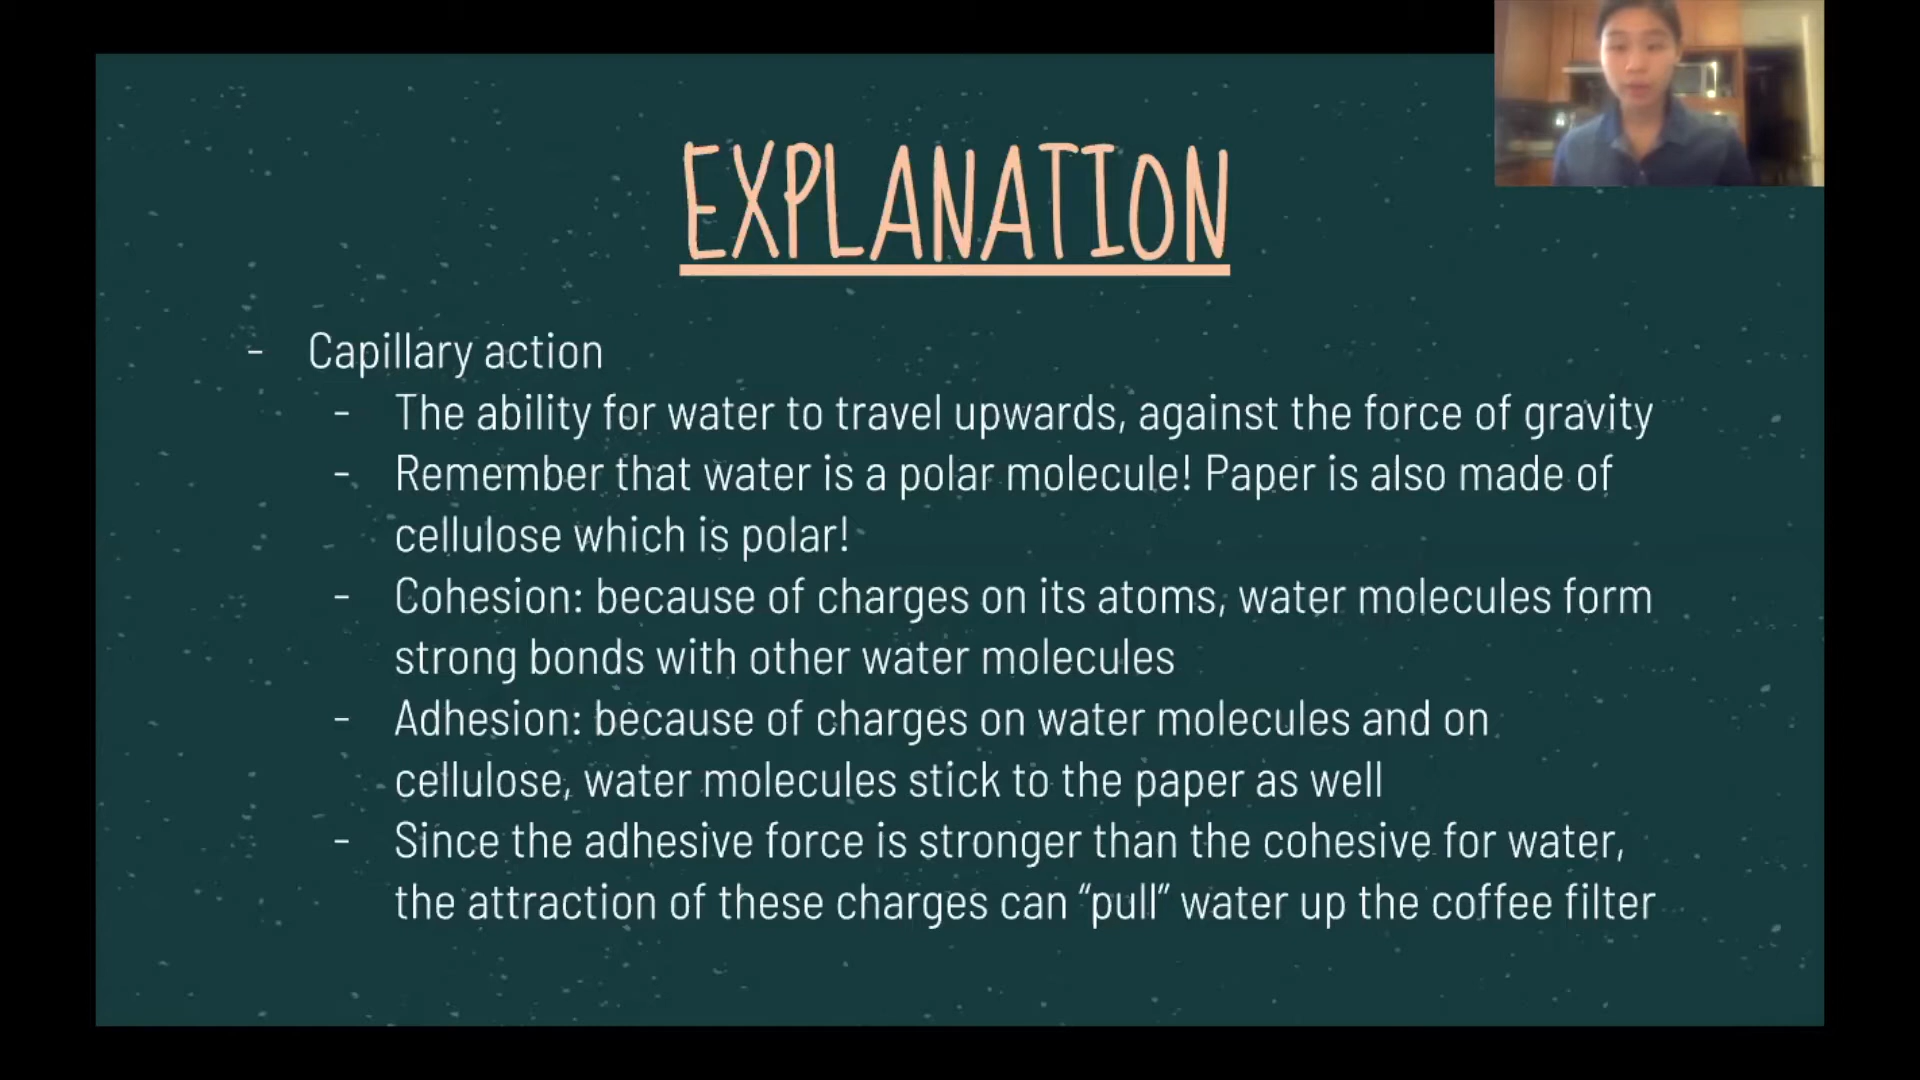 EXPLANATION
- Capillary action
- The ability for water to travel upwards, against the force of gravity
- Remember that water is a polar molecule! Paper is also made of
cellulose which is polar!
- Cohesion: because of charges on its atoms, water molecules form
strong bonds with other water molecules
- Adhesion: because of charges on water molecules and on
cellulose, water molecules stick to the paper as well
- Since the adhesive force is stronger than the cohesive for water,
the attraction of these charges can “pull” water up the coffee filter